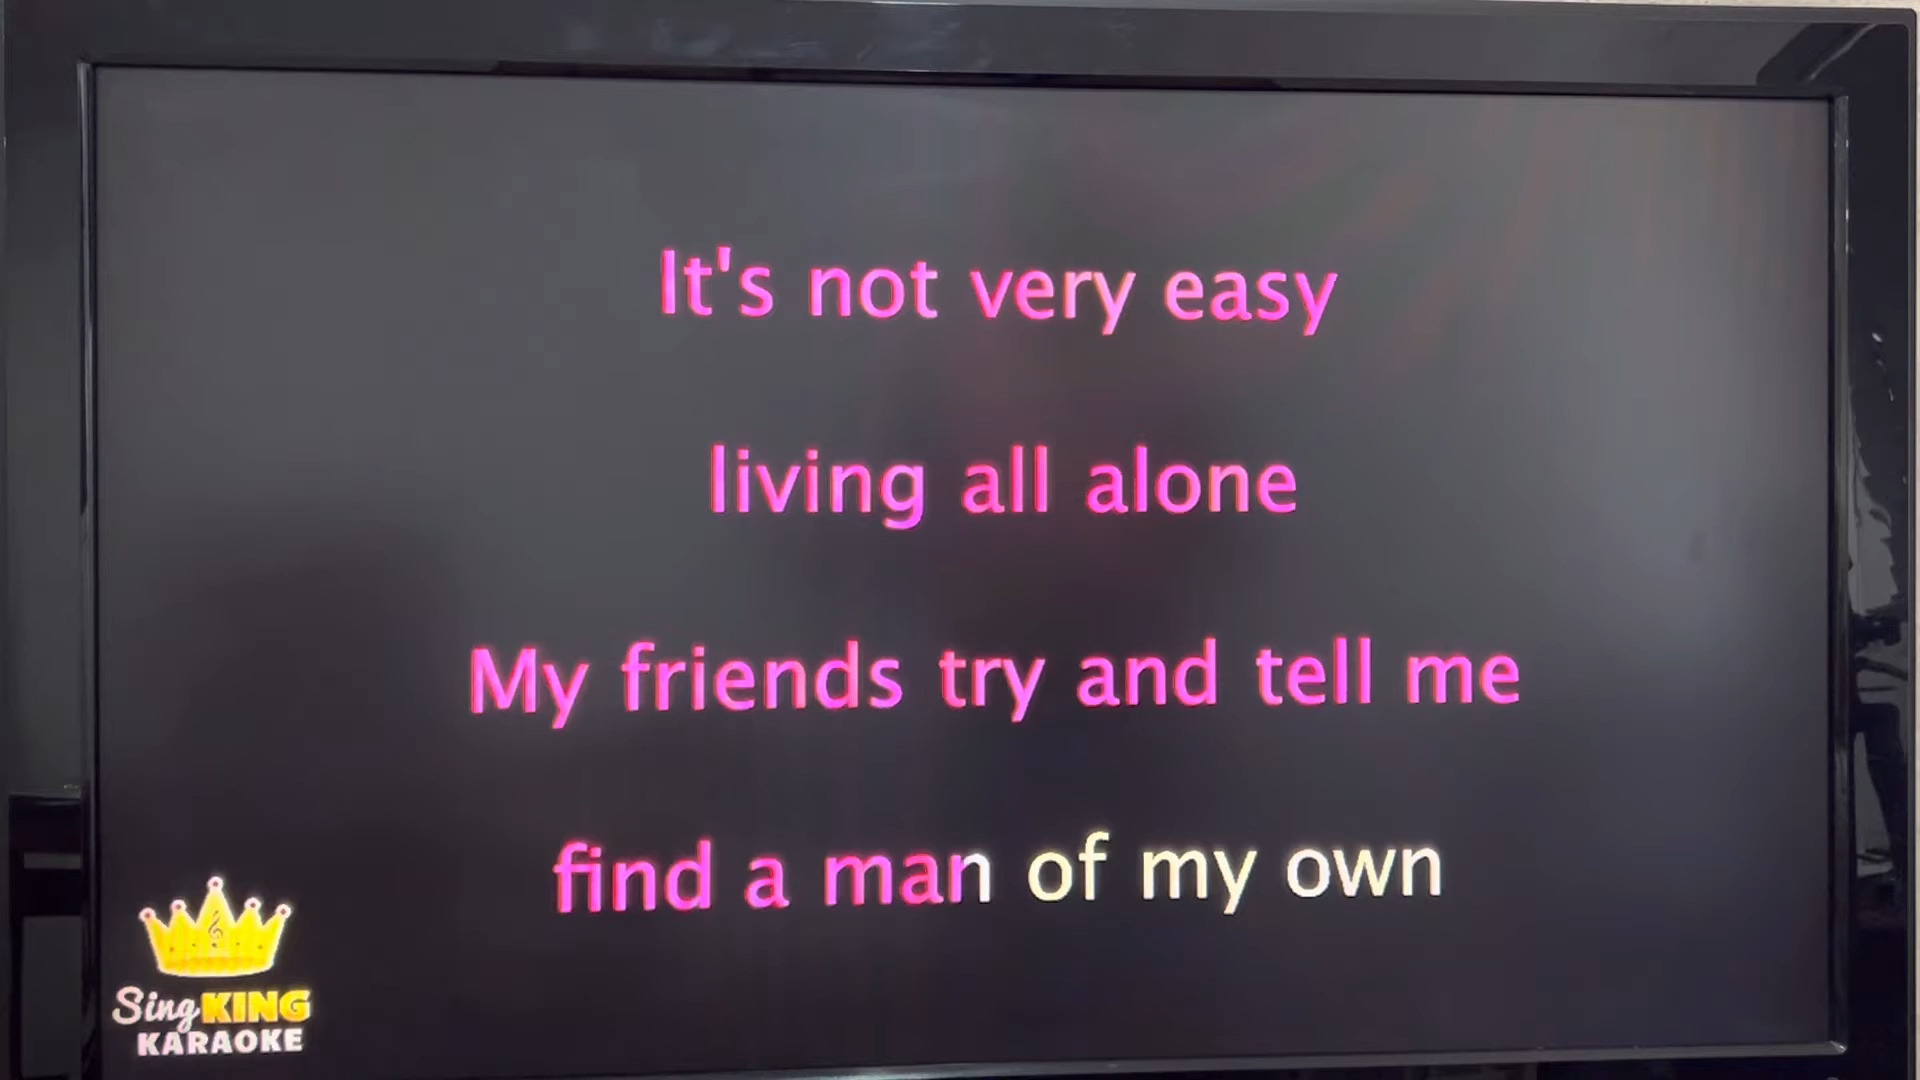 It's not very easy
living all alone
My friends try and tell me
find a man of my own
Sing KING
KARAOKE